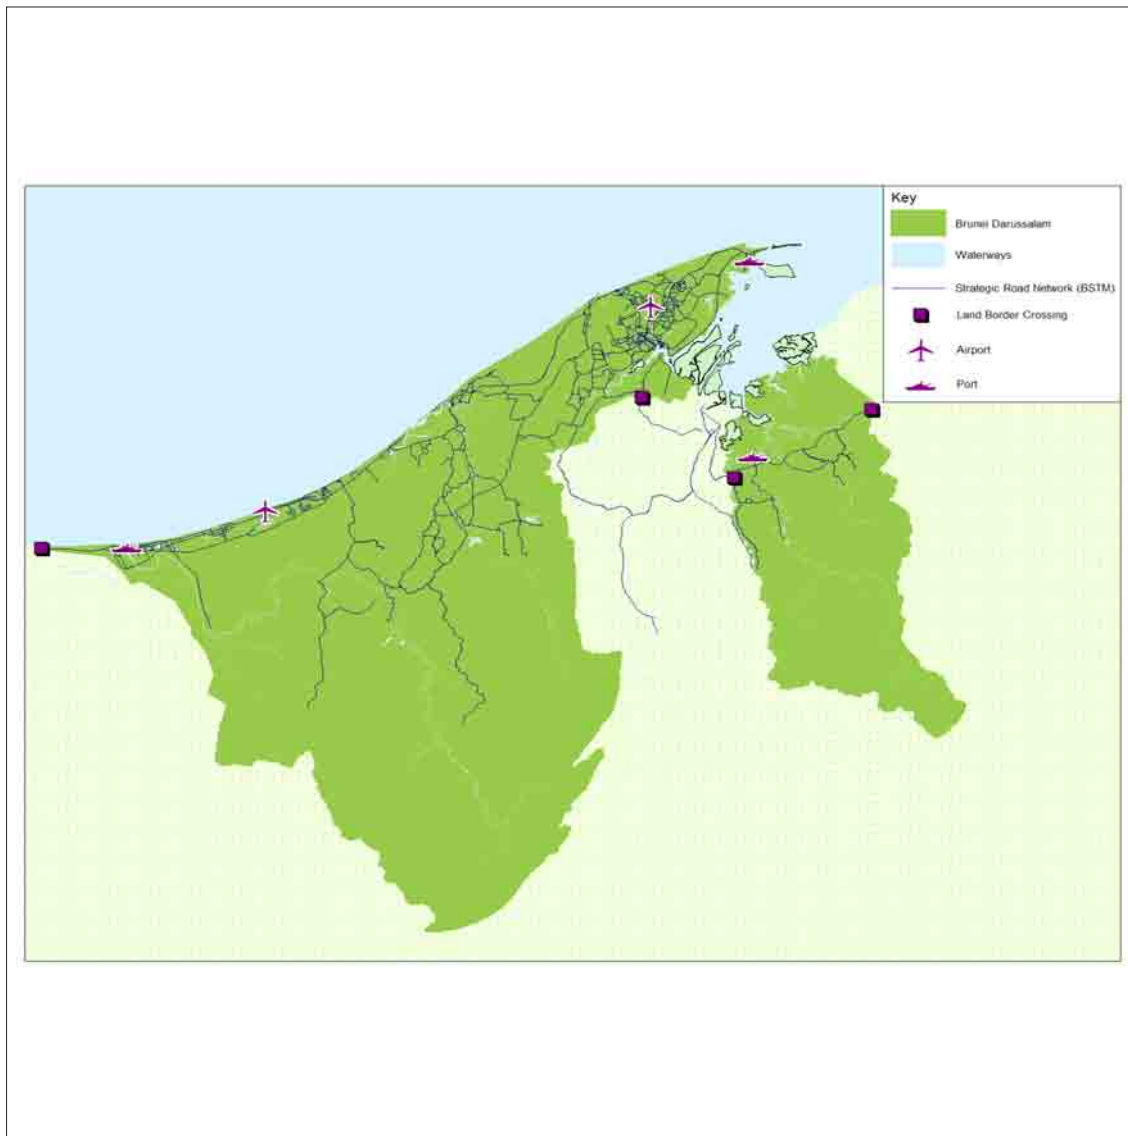 Key
Brunei Darussalam
Waterways
Strategic Road Network (BSTM)
Land Border Crossing
Airport
Port